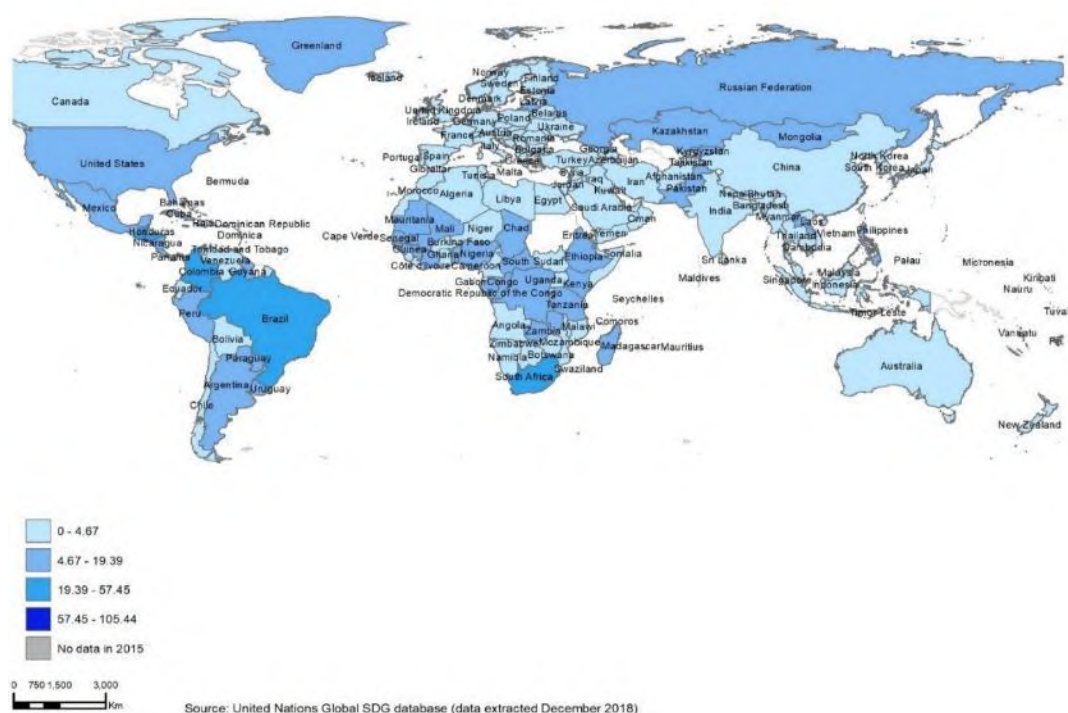 Greenland
Iceland
Norway
Finland
Sweden
Estonia
Russian Federation
Canada
Denmark
Latvia
United Kingdom
Belarus
Ireland
Germany
Poland
Ukraine
Kazakhstan
Mongolia
France
Austria
Romania
United States
Italy
Bulgaria
Georgia
Kyrgyzstan
Portugal
Spain
Greece
Turkey
Azerbaijan
Tajikistan
China
North Korea
South Korea
Japan
Gibraltar
Malta
Syria
Bermuda
Tunisia
Iraq
Iran
Afghanistan
Morocco
Algeria
Jordan
Kuwait
Pakistan
Mexico
Bahamas
Cuba
Libya
Egypt
Saudi Arabia
Nepal
Bhutan
Bangladesh
India
Myanmar
Laos
Haiti
Dominican Republic
Mauritania
Mali
Niger
Chad
Oman
Honduras
Dominica
Cape Verde
Senegal
Burkina Faso
Eritrea
Yemen
Thailand
Vietnam
Philippines
Nicaragua
Guinea
Ghana
Nigeria
Cambodia
Panama
Trinidad and Tobago
Venezuela
Côte d'Ivoire
Cameroon
South Sudan
Ethiopia
Somalia
Sri Lanka
Palau
Micronesia
Colombia
Guyana
Gabon
Congo
Uganda
Kenya
Maldives
Singapore
Malaysia
Indonesia
Kiribati
Nauru
Ecuador
Democratic Republic of the Congo
Seychelles
Peru
Brazil
Tanzania
Timor-Leste
Tuval
Angola
Zambia
Malawi
Comoros
Bolivia
Zimbabwe
Mozambique
Madagascar
Mauritius
Vanuatu
Fiji
Paraguay
Namibia
Botswana
Swaziland
Australia
Argentina
Uruguay
South Africa
Chile
New Zealand
0 - 4.67
4.67 - 19.39
19.39 - 57.45
57.45 - 105.44
No data in 2015
0 750 1,500 3,000
Km
Source: United Nations Global SDG database (data extracted December 2018)